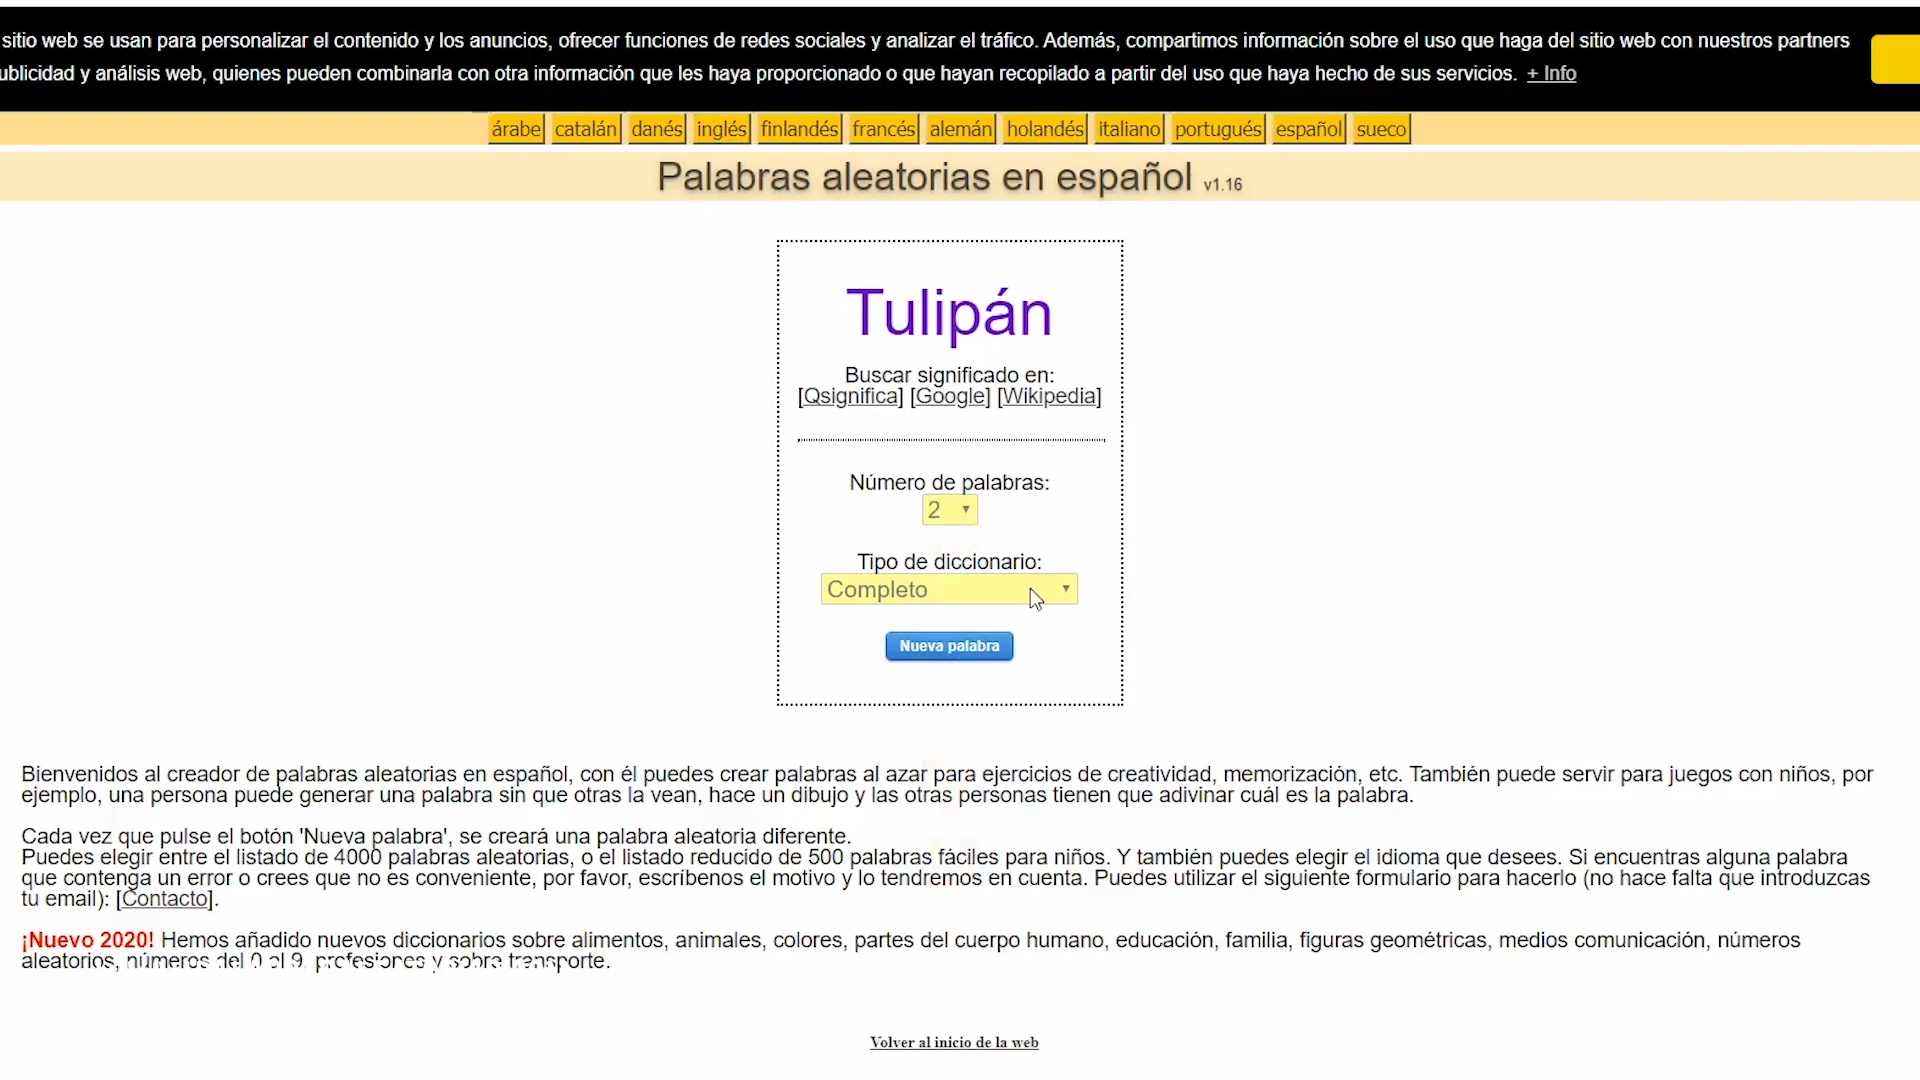 sitio web se usan para personalizar el contenido y los anuncios, ofrecer funciones de redes sociales y analizar el tráfico. Además, compartimos información sobre el uso que haga del sitio web con nuestros partners
ublicidad y análisis web, quienes pueden combinarla con otra información que les haya proporcionado o que hayan recopilado a partir del uso que haya hecho de sus servicios. + Info
árabe catalán danés inglés finlandés francés alemán holandés italiano portugués español sueco
Palabras aleatorias en español v1.16
Tulipán
Buscar significado en:
[Qsignifica] [Google] [Wikipedia]
Número de palabras:
2
Tipo de diccionario:
Completo
Nueva palabra
Bienvenidos al creador de palabras aleatorias en español, con él puedes crear palabras al azar para ejercicios de creatividad, memorización, etc. También puede servir para juegos con niños, por
ejemplo, una persona puede generar una palabra sin que otras la vean, hace un dibujo y las otras personas tienen que adivinar cuál es la palabra.
Cada vez que pulse el botón 'Nueva palabra', se creará una palabra aleatoria diferente.
Puedes elegir entre el listado de 4000 palabras aleatorias, o el listado reducido de 500 palabras fáciles para niños. Y también puedes elegir el idioma que desees. Si encuentras alguna palabra
que contenga un error o crees que no es conveniente, por favor, escríbenos el motivo y lo tendremos en cuenta. Puedes utilizar el siguiente formulario para hacerlo (no hace falta que introduzcas
tu email): [Contacto].
¡Nuevo 2020! Hemos añadido nuevos diccionarios sobre alimentos, animales, colores, partes del cuerpo humano, educación, familia, figuras geométricas, medios comunicación, números
aleatorios, números del 0 al 9, profesiones y sobre transporte.
Volver al inicio de la web